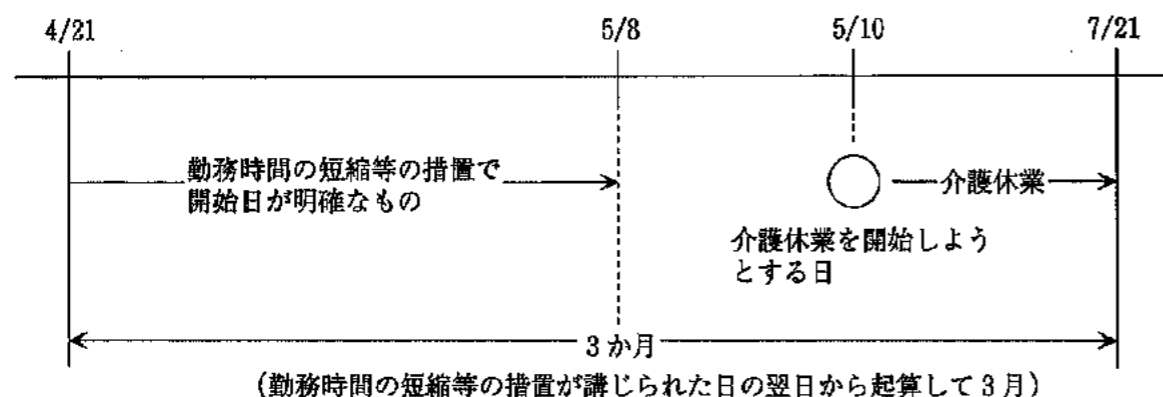 4/21 5/8 5/10 7/21
勤務時間の短縮等の措置で
開始日が明確なもの
介護休業
介護休業を開始しよう
とする日
3か月
(勤務時間の短縮等の措置が講じられた日の翌日から起算して3月)